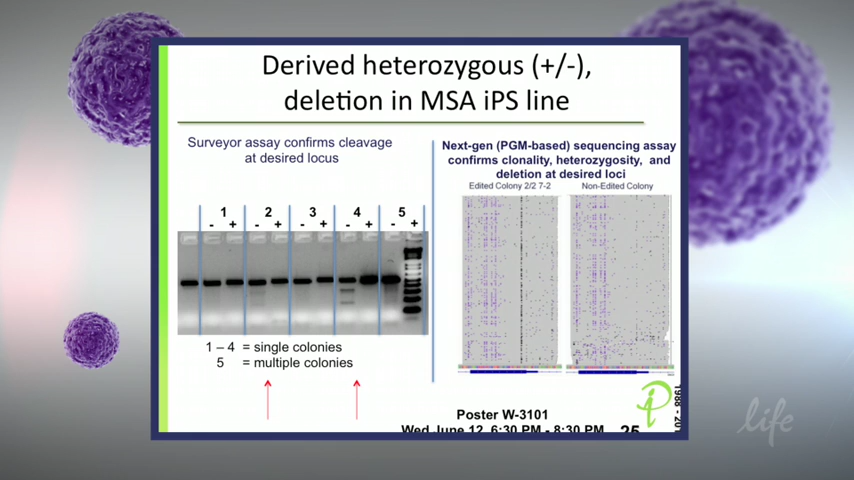 Derived heterozygous (+/-),
deletion in MSA iPS line
Surveyor assay confirms cleavage
at desired locus
1 2 3 4 5
- + - + - + - + - +
1 – 4 = single colonies
5 = multiple colonies
Next-gen (PGM-based) sequencing assay
confirms clonality, heterozygosity, and
deletion at desired loci
Edited Colony 2/2 7-2 Non-Edited Colony
Poster W-3101
Wed June 12, 6:30 PM - 8:30 PM 25
life